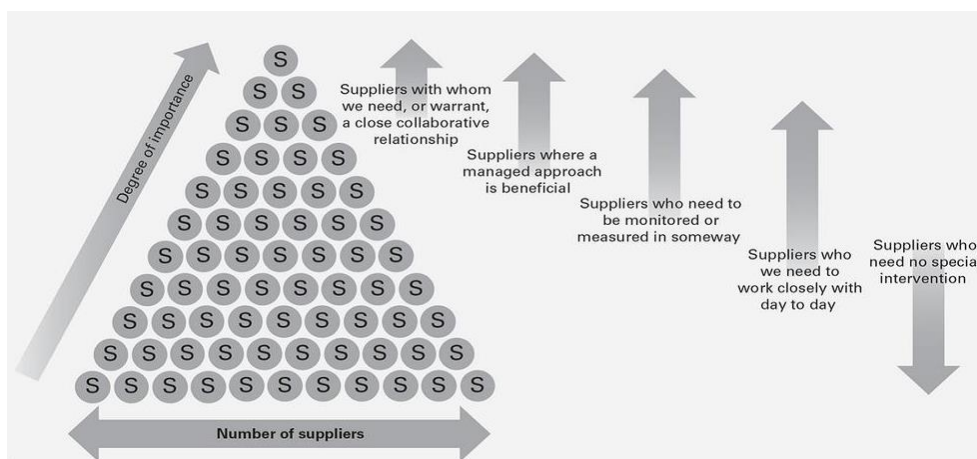 Degree of importance
S
S S
S S S
S S S S
S S S S S
S S S S S S
S S S S S S S
S S S S S S S S
S S S S S S S S S
S S S S S S S S S S
S S S S S S S S S S S
Number of suppliers
Suppliers with whom
we need, or warrant,
a close collaborative
relationship
Suppliers where a
managed approach
is beneficial
Suppliers who need to
be monitored or
measured in someway
Suppliers who
we need to
work closely with
day to day
Suppliers who
need no specia
intervention